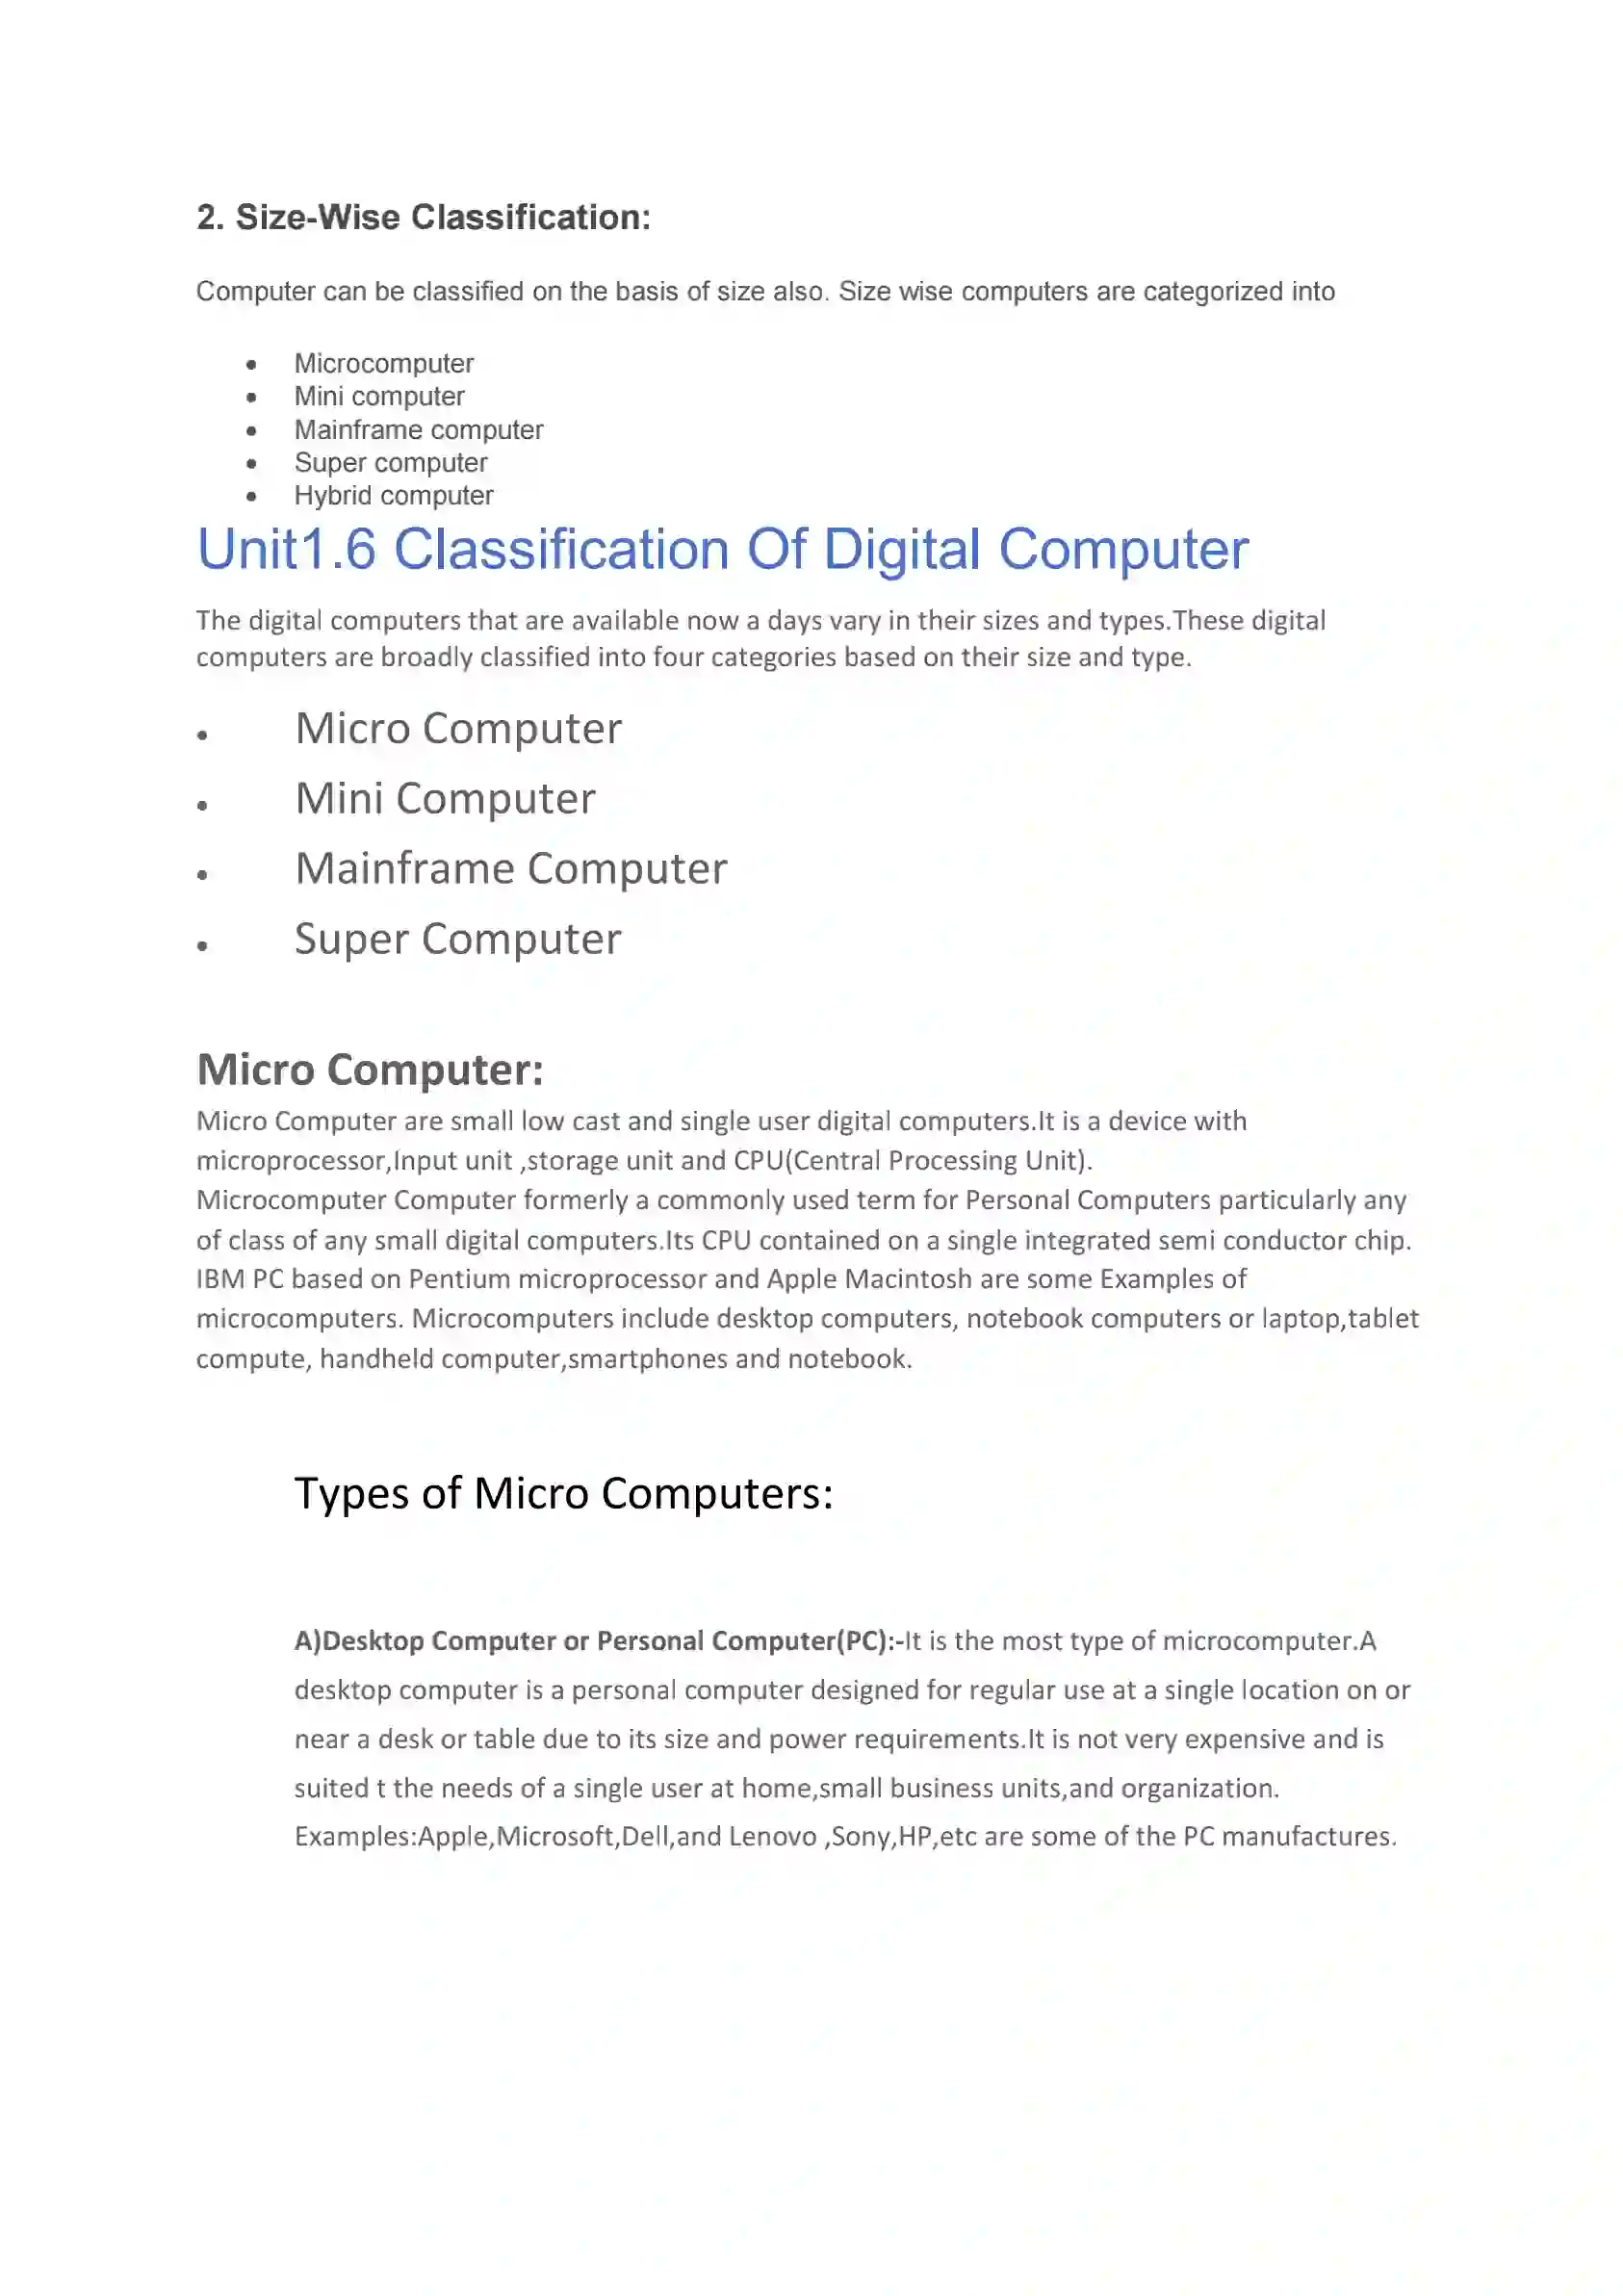 2. Size-Wise Classification:
Computer can be classified on the basis of size also. Size wise computers are categorized into
• Microcomputer
• Mini computer
• Mainframe computer
• Super computer
• Hybrid computer
Unit1.6 Classification Of Digital Computer
The digital computers that are available now a days vary in their sizes and types.These digital
computers are broadly classified into four categories based on their size and type.
• Micro Computer
• Mini Computer
• Mainframe Computer
• Super Computer
Micro Computer:
Micro Computer are small low cast and single user digital computers.It is a device with
microprocessor,Input unit ,storage unit and CPU(Central Processing Unit).
Microcomputer Computer formerly a commonly used term for Personal Computers particularly any
of class of any small digital computers.Its CPU contained on a single integrated semi conductor chip.
IBM PC based on Pentium microprocessor and Apple Macintosh are some Examples of
microcomputers. Microcomputers include desktop computers, notebook computers or laptop,tablet
compute, handheld computer,smartphones and notebook.
Types of Micro Computers:
A)Desktop Computer or Personal Computer(PC):-It is the most type of microcomputer.A
desktop computer is a personal computer designed for regular use at a single location on or
near a desk or table due to its size and power requirements.It is not very expensive and is
suited t the needs of a single user at home,small business units,and organization.
Examples:Apple,Microsoft,Dell,and Lenovo ,Sony,HP,etc are some of the PC manufactures.